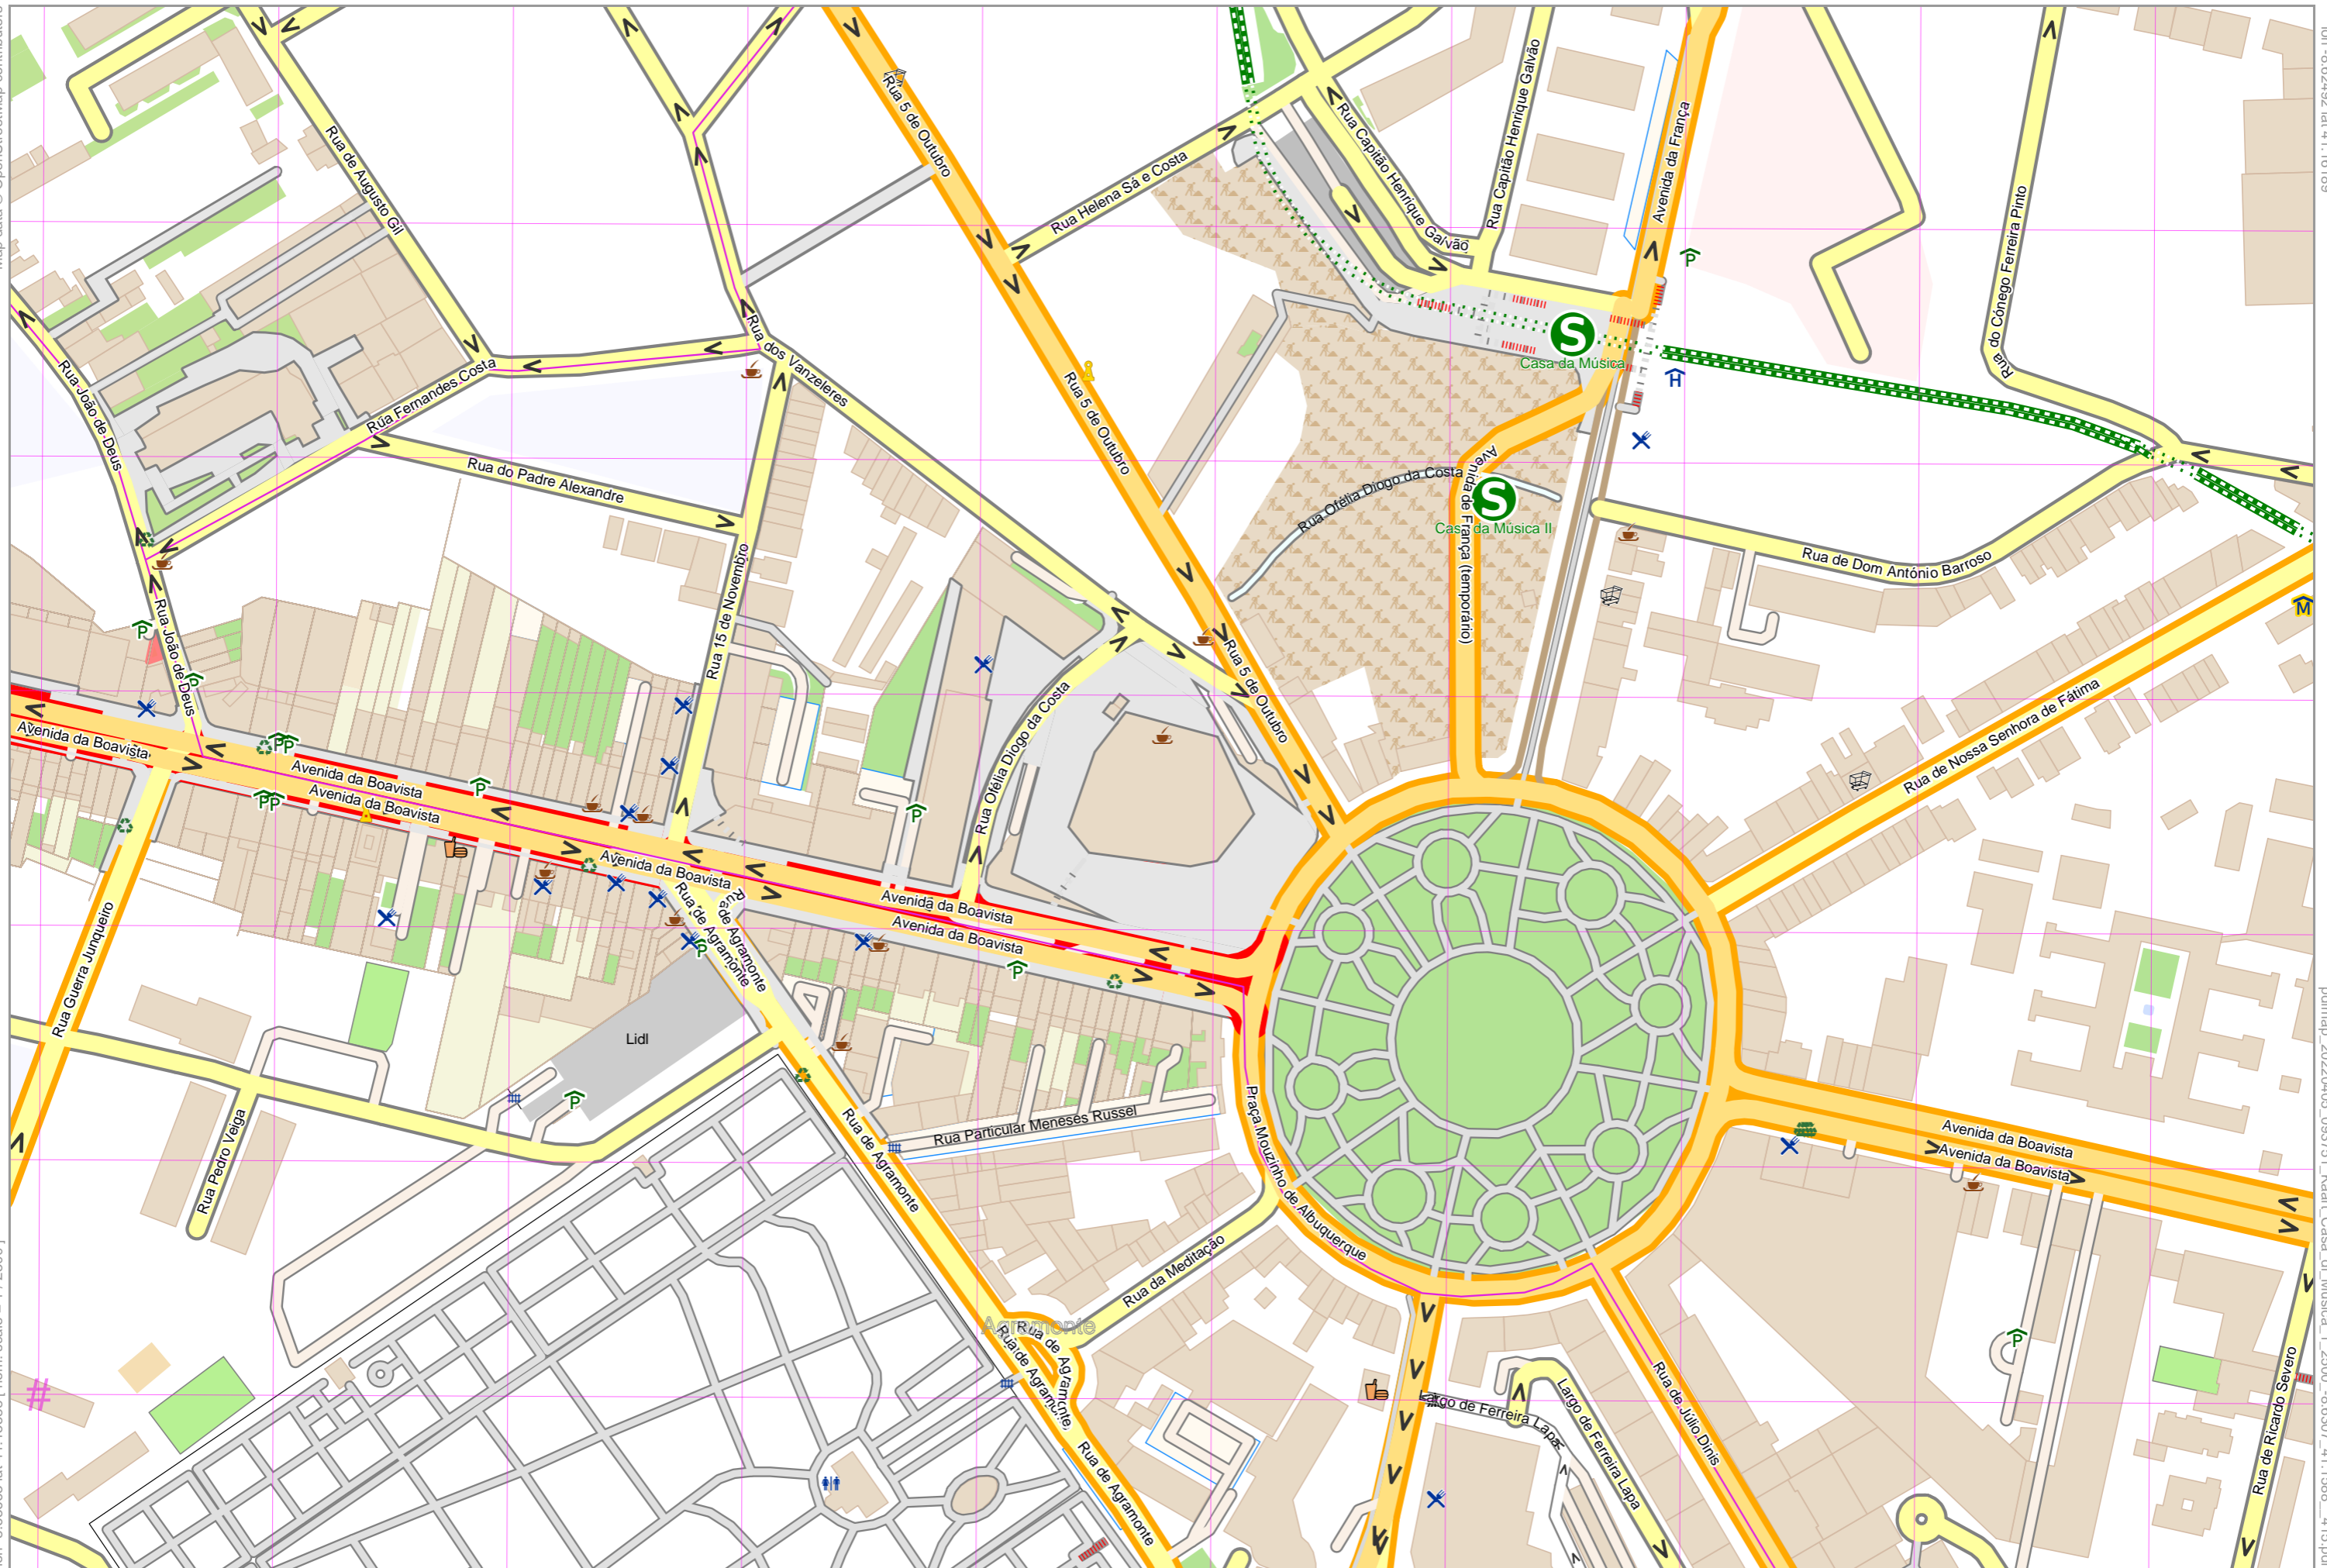 Rua 5 de Outubro
Rua Capitão Henrique Galvão
Rua Capitão Henrique Galvão
Avenida da França
Rua de Augusto Gil
Rua Helena Sá e Costa
Rua do Cónego Ferreira Pinto
Rua dos Vanzeleres
Casa da Música
S
P
H
Rua João de Deus
Rua Fernandes Costa
Rua 5 de Outubro
Rua do Padre Alexandre
Rua Ofélia Diogo da Costa
Avenida de França (temporário)
S
Casa da Música II
Rua de Dom António Barroso
Rua 15 de Novembro
M
P
Rua João de Deus
P
Rua 5 de Outubro
Rua Ofélia Diogo da Costa
Rua de Nossa Senhora de Fátima
Avenida da Boavista
Avenida da Boavista
Avenida da Boavista
P
P
P
P
P
P
Avenida da Boavista
Avenida da Boavista
Avenida da Boavista
Rua de Agramonte
Rua de Agramonte
P
P
Rua Guerra Junqueiro
Lidl
P
Rua Pedro Veiga
Rua Particular Meneses Russel
Rua de Agramonte
Praça Mouzinho de Albuquerque
Avenida da Boavista
Avenida da Boavista
Rua da Meditação
Agramonte
Rua de Agramonte
Rua de Agramonte
Rua de Agramonte
Largo de Ferreira Lapa
Largo de Ferreira Lapa
Rua de Júlio Dinis
P
Rua de Ricardo Severo
#